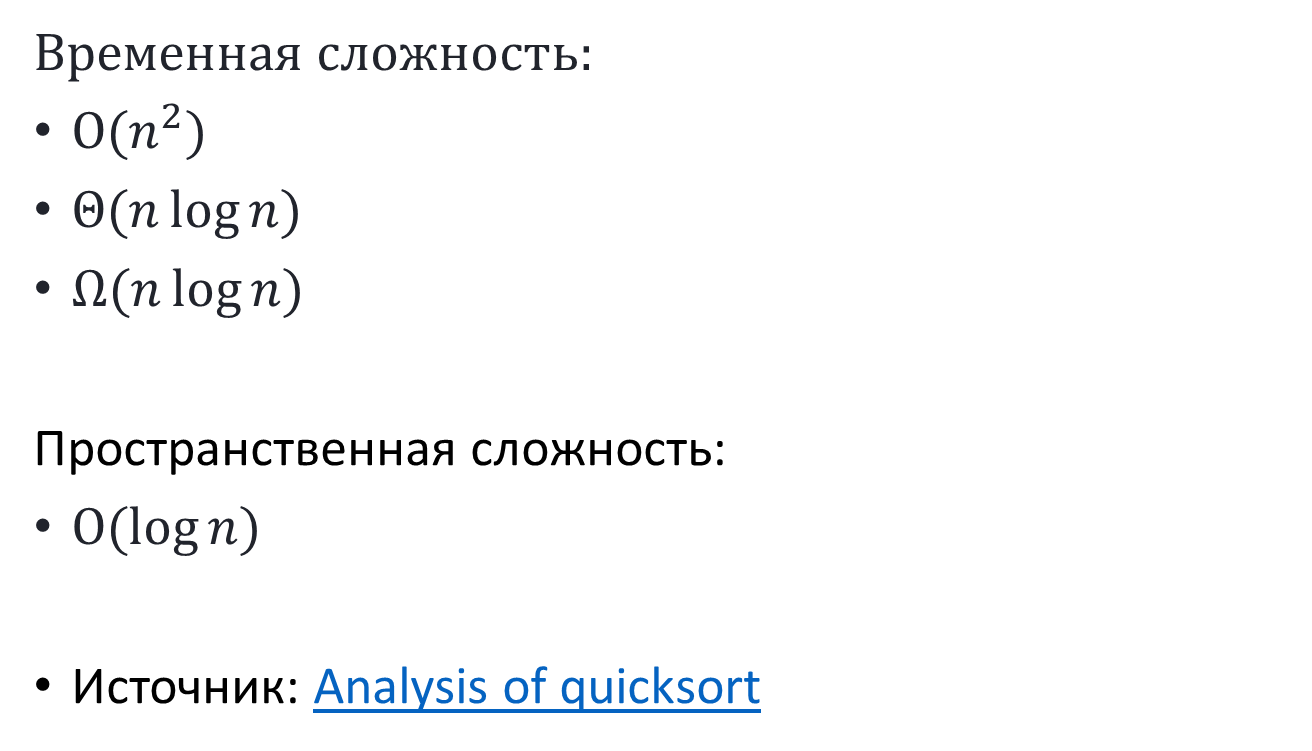 Временная сложность:
• O(n²)
• Θ(n log n)
• Ω(n log n)
Пространственная сложность:
• O(log n)
• Источник: Analysis of quicksort